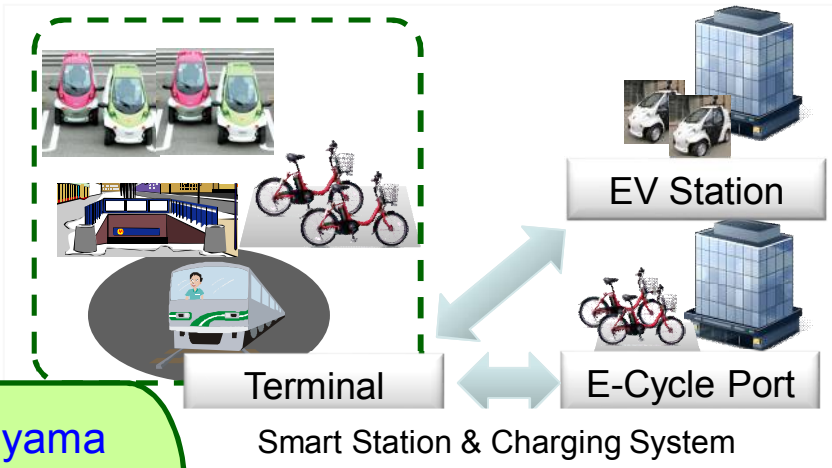 EV Station
Terminal
E-Cycle Port
yama
Smart Station & Charging System